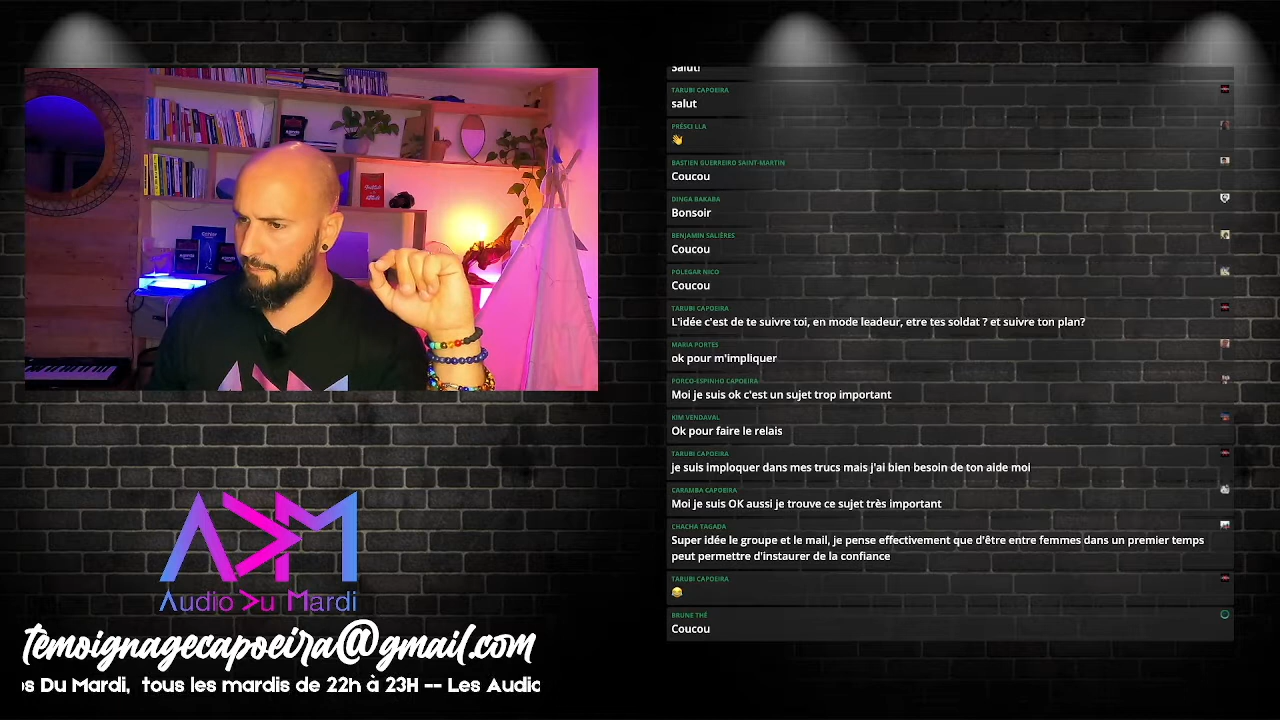 Salut!
TARUBI CAPOEIRA
salut
PRÉSCI LLA
👋
BASTIEN GUERREIRO SAINT-MARTIN
Coucou
DINGA BAKABA
Bonsoir
BENJAMIN SALIÈRES
Coucou
POLEGAR NICO
Coucou
TARUBI CAPOEIRA
L'idée c'est de te suivre toi, en mode leadeur, etre tes soldat ? et suivre ton plan?
MAKIA PORTES
ok pour m'impliquer
PORCO-ESPINHO CAPOEIRA
Moi je suis ok c'est un sujet trop important
KIM VENDAVAL
Ok pour faire le relais
TARUBI CAPOEIRA
je suis imploquer dans mes trucs mais j'ai bien besoin de ton aide moi
CARAMBA CAPOEIRA
Moi je suis OK aussi je trouve ce sujet très important
CHACHA TAGADA
Super idée le groupe et le mail, je pense effectivement que d'être entre femmes dans un premier temps
peut permettre d'instaurer de la confiance
TARUBI CAPOEIRA
😂
BRUNE THÉ
Coucou
ADM
Audio Du Mardi
temoignagecapoeira@gmail.com
os Du Mardi, tous les mardis de 22h à 23H -- Les Audio